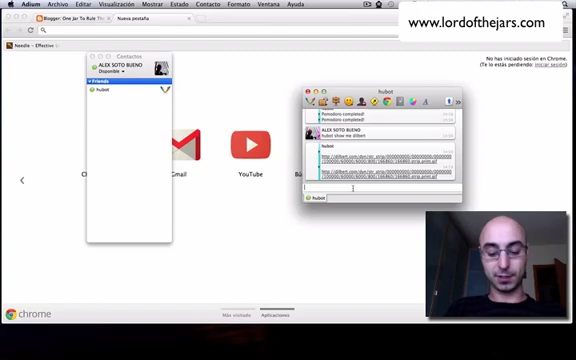 Adium Archivo Editar Visualización Mostrar Estado Contacto Formato Ventana Ayuda
www.lordofthejars.com
Blogger: One Jar To Rule Th
Nueva pestaña
Needle - Effective
No has iniciado sesión en Chrome.
(Te lo estás perdiendo: iniciar sesión)
Contactos
ALEX SOTO BUENO
Disponible
Friends
hubot
hubot
Pomodoro completed!
Pomodoro completed!
ALEX SOTO BUENO
hubot show me dilbert
hubot
hubot
Gmail
YouTube
chrome
Más visitado
Aplicaciones